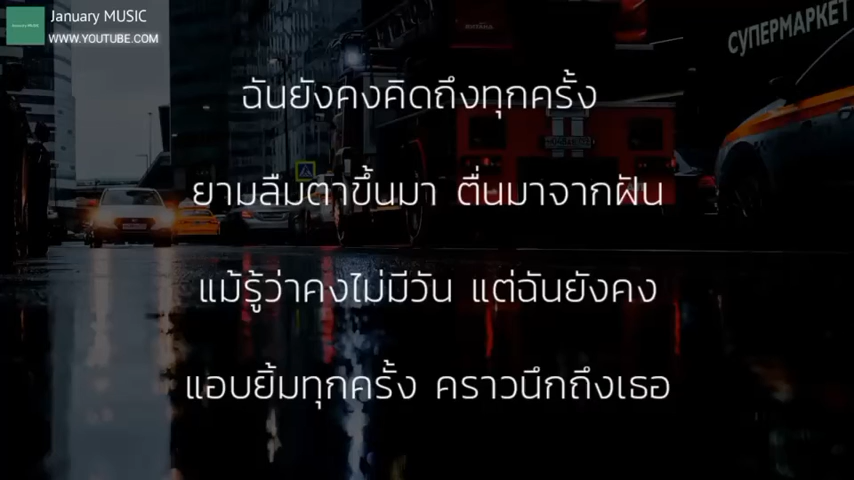 January MUSIC
WWW.YOUTUBE.COM
СУПЕРМАРКЕТ
ฉันยังคงคิดถึงทุกครั้ง
ยามลืมตาขึ้นมา ตื่นมาจากฝัน
แม้รู้ว่าคงไม่มีวัน แต่ฉันยังคง
แอบยิ้มทุกครั้ง คราวนึกถึงเธอ